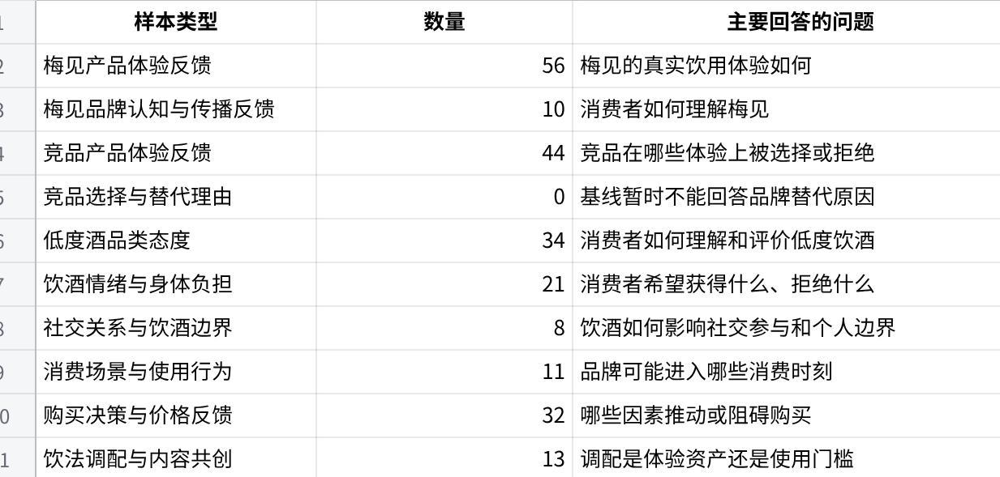 1 样本类型 数量 主要回答的问题
2 梅见产品体验反馈 56 梅见的真实饮用体验如何
3 梅见品牌认知与传播反馈 10 消费者如何理解梅见
4 竞品产品体验反馈 44 竞品在哪些体验上被选择或拒绝
5 竞品选择与替代理由 0 基线暂时不能回答品牌替代原因
6 低度酒品类态度 34 消费者如何理解和评价低度饮酒
7 饮酒情绪与身体负担 21 消费者希望获得什么、拒绝什么
8 社交关系与饮酒边界 8 饮酒如何影响社交参与和个人边界
9 消费场景与使用行为 11 品牌可能进入哪些消费时刻
0 购买决策与价格反馈 32 哪些因素推动或阻碍购买
1 饮法调配与内容共创 13 调配是体验资产还是使用门槛